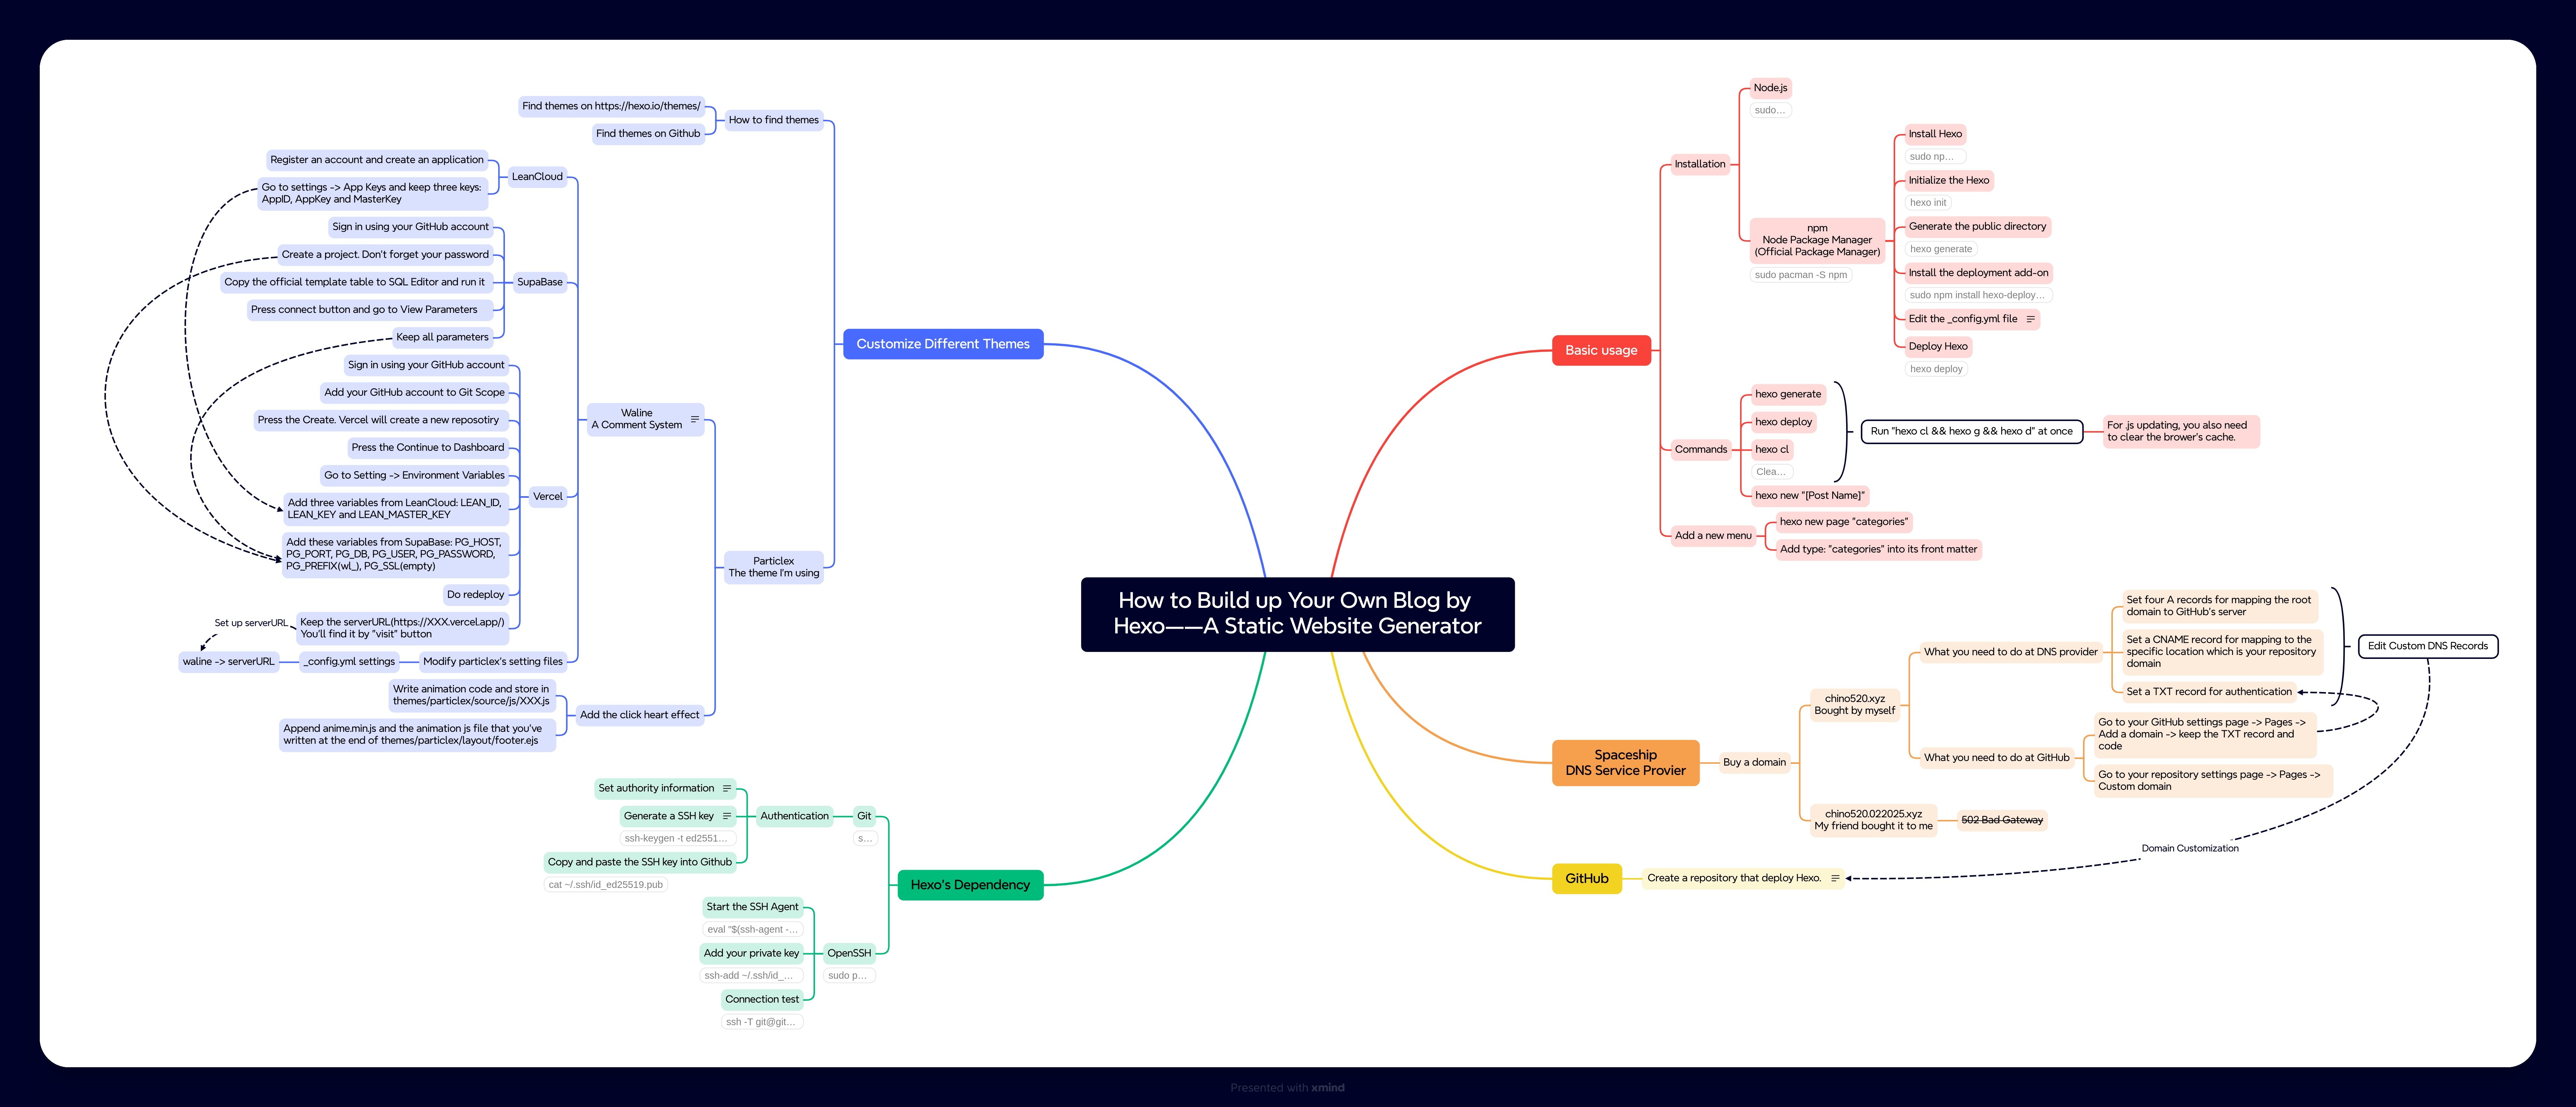 How to Build up Your Own Blog by
Hexo——A Static Website Generator
Basic usage
Installation
Node.js
sudo…
npm
Node Package Manager
(Official Package Manager)
sudo pacman -S npm
Install Hexo
sudo np…
Initialize the Hexo
hexo init
Generate the public directory
hexo generate
Install the deployment add-on
sudo npm install hexo-deploy…
Edit the _config.yml file
Deploy Hexo
hexo deploy
Commands
hexo generate
hexo deploy
hexo cl
Clea…
hexo new "[Post Name]"
Run "hexo cl && hexo g && hexo d" at once
For .js updating, you also need
to clear the brower's cache.
Add a new menu
hexo new page "categories"
Add type: "categories" into its front matter
Spaceship
DNS Service Provier
Buy a domain
chino520.xyz
Bought by myself
What you need to do at DNS provider
Set four A records for mapping the root
domain to GitHub's server
Set a CNAME record for mapping to the
specific location which is your repository
domain
Set a TXT record for authentication
Edit Custom DNS Records
What you need to do at GitHub
Go to your GitHub settings page -> Pages ->
Add a domain -> keep the TXT record and
code
Go to your repository settings page -> Pages ->
Custom domain
chino520.022025.xyz
My friend bought it to me
502 Bad Gateway
Domain Customization
GitHub
Create a repository that deploy Hexo.
Customize Different Themes
How to find themes
Find themes on https://hexo.io/themes/
Find themes on Github
Particlex
The theme I'm using
Waline
A Comment System
LeanCloud
Register an account and create an application
Go to settings -> App Keys and keep three keys:
AppID, AppKey and MasterKey
SupaBase
Sign in using your GitHub account
Create a project. Don't forget your password
Copy the official template table to SQL Editor and run it
Press connect button and go to View Parameters
Keep all parameters
Vercel
Sign in using your GitHub account
Add your GitHub account to Git Scope
Press the Create. Vercel will create a new reposotiry
Press the Continue to Dashboard
Go to Setting -> Environment Variables
Add three variables from LeanCloud: LEAN_ID,
LEAN_KEY and LEAN_MASTER_KEY
Add these variables from SupaBase: PG_HOST,
PG_PORT, PG_DB, PG_USER, PG_PASSWORD,
PG_PREFIX(wl_), PG_SSL(empty)
Do redeploy
Keep the serverURL(https://XXX.vercel.app/)
You'll find it by "visit" button
Set up serverURL
Modify particlex's setting files
_config.yml settings
waline -> serverURL
Add the click heart effect
Write animation code and store in
themes/particlex/source/js/XXX.js
Append anime.min.js and the animation js file that you've
written at the end of themes/particlex/layout/footer.ejs
Hexo's Dependency
Git
s…
Authentication
Set authority information
Generate a SSH key
ssh-keygen -t ed2551…
Copy and paste the SSH key into Github
cat ~/.ssh/id_ed25519.pub
OpenSSH
sudo p…
Start the SSH Agent
eval "$(ssh-agent -…
Add your private key
ssh-add ~/.ssh/id_…
Connection test
ssh -T git@git…
Presented with xmind